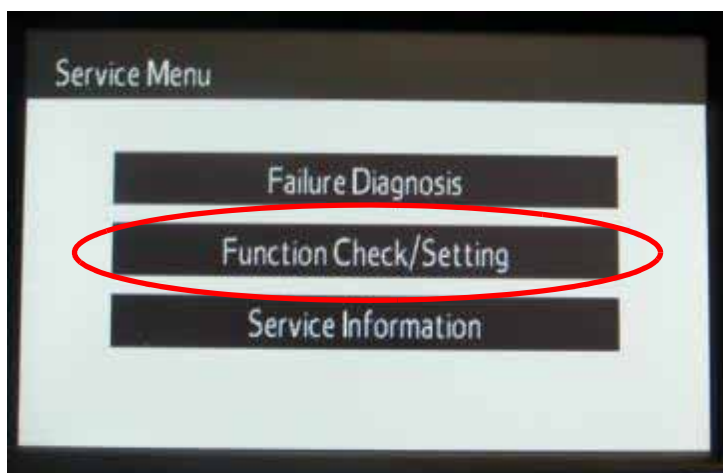 Service Menu
Failure Diagnosis
Function Check/Setting
Service Information